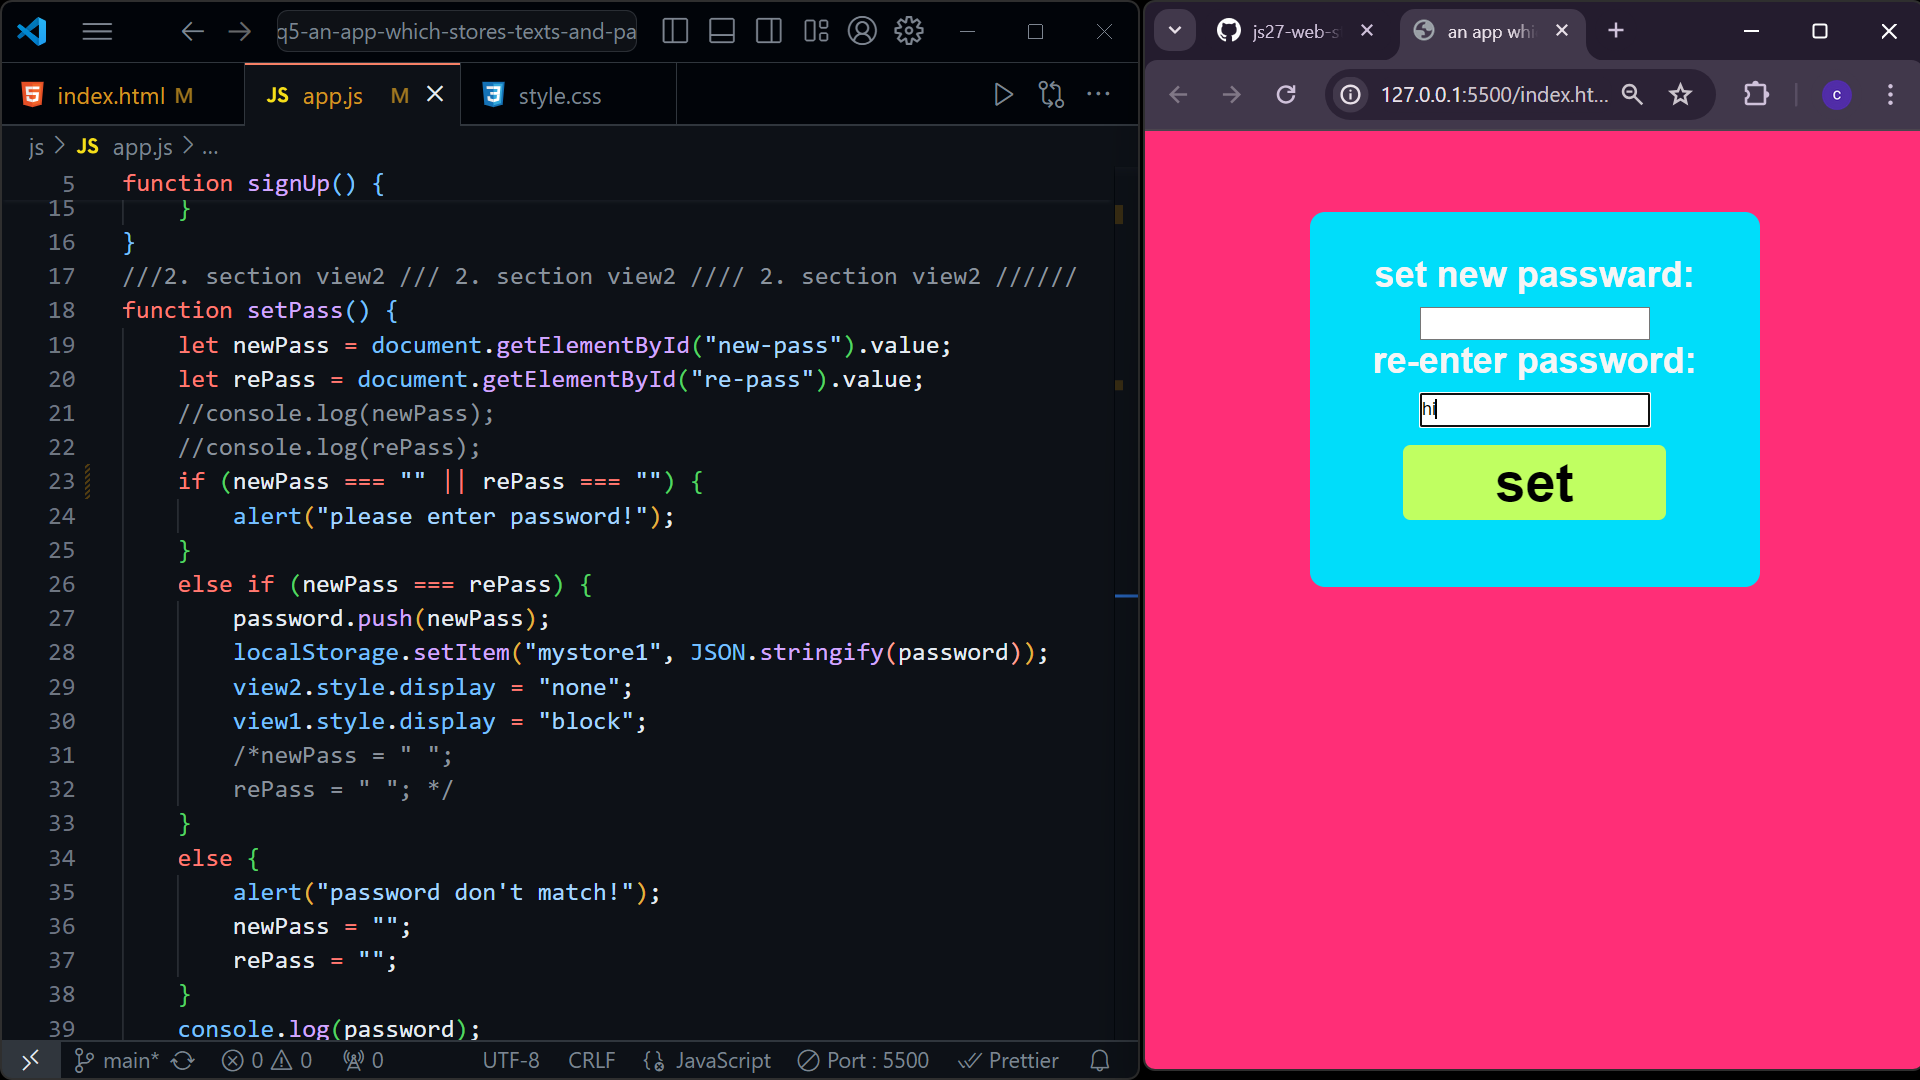 q5-an-app-which-stores-texts-and-pa
index.html M
JS app.js M
style.css
js > JS app.js > ...
5 function signUp() {
15 }
16 }
17 ///2. section view2 /// 2. section view2 //// 2. section view2 //////
18 function setPass() {
19 let newPass = document.getElementById("new-pass").value;
20 let rePass = document.getElementById("re-pass").value;
21 //console.log(newPass);
22 //console.log(rePass);
23 if (newPass === "" || rePass === "") {
24 alert("please enter password!");
25 }
26 else if (newPass === rePass) {
27 password.push(newPass);
28 localStorage.setItem("mystore1", JSON.stringify(password));
29 view2.style.display = "none";
30 view1.style.display = "block";
31 /*newPass = " ";
32 rePass = " "; */
33 }
34 else {
35 alert("password don't match!");
36 newPass = "";
37 rePass = "";
38 }
39 console.log(password);
main* 0 0 0 UTF-8 CRLF JavaScript Port : 5500 Prettier
js27-web-s
an app whi
127.0.0.1:5500/index.ht...
c
set new passward:
re-enter password:
hi
set